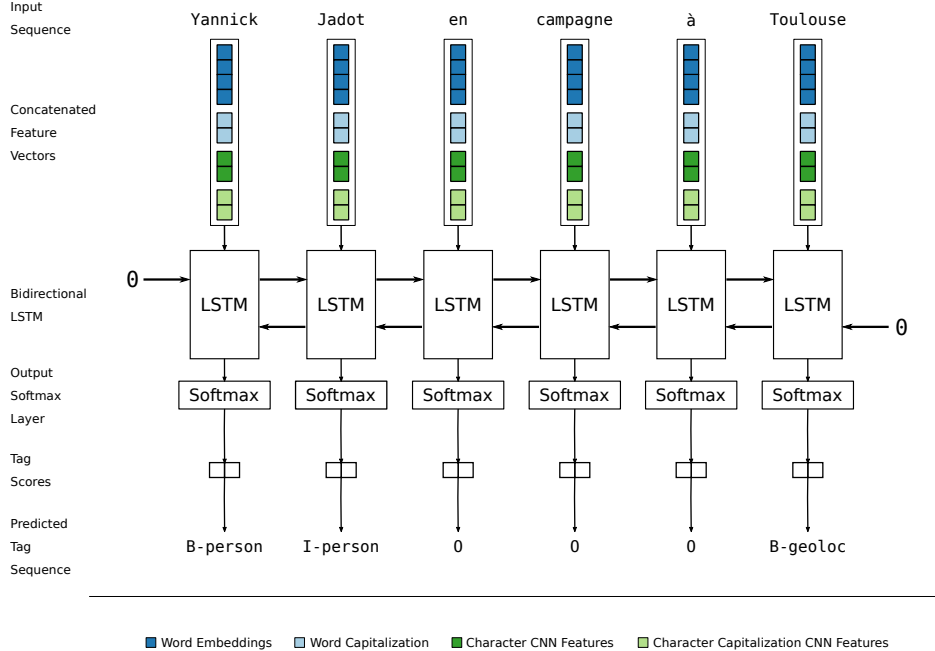 Input
Sequence
Yannick Jadot en campagne à Toulouse
Concatenated
Feature
Vectors
0
Bidirectional
LSTM
LSTM LSTM LSTM LSTM LSTM LSTM
0
Output
Softmax
Layer
Softmax Softmax Softmax Softmax Softmax Softmax
Tag
Scores
Predicted
Tag
Sequence
B-person I-person O O O B-geoloc
Word Embeddings Word Capitalization Character CNN Features Character Capitalization CNN Features